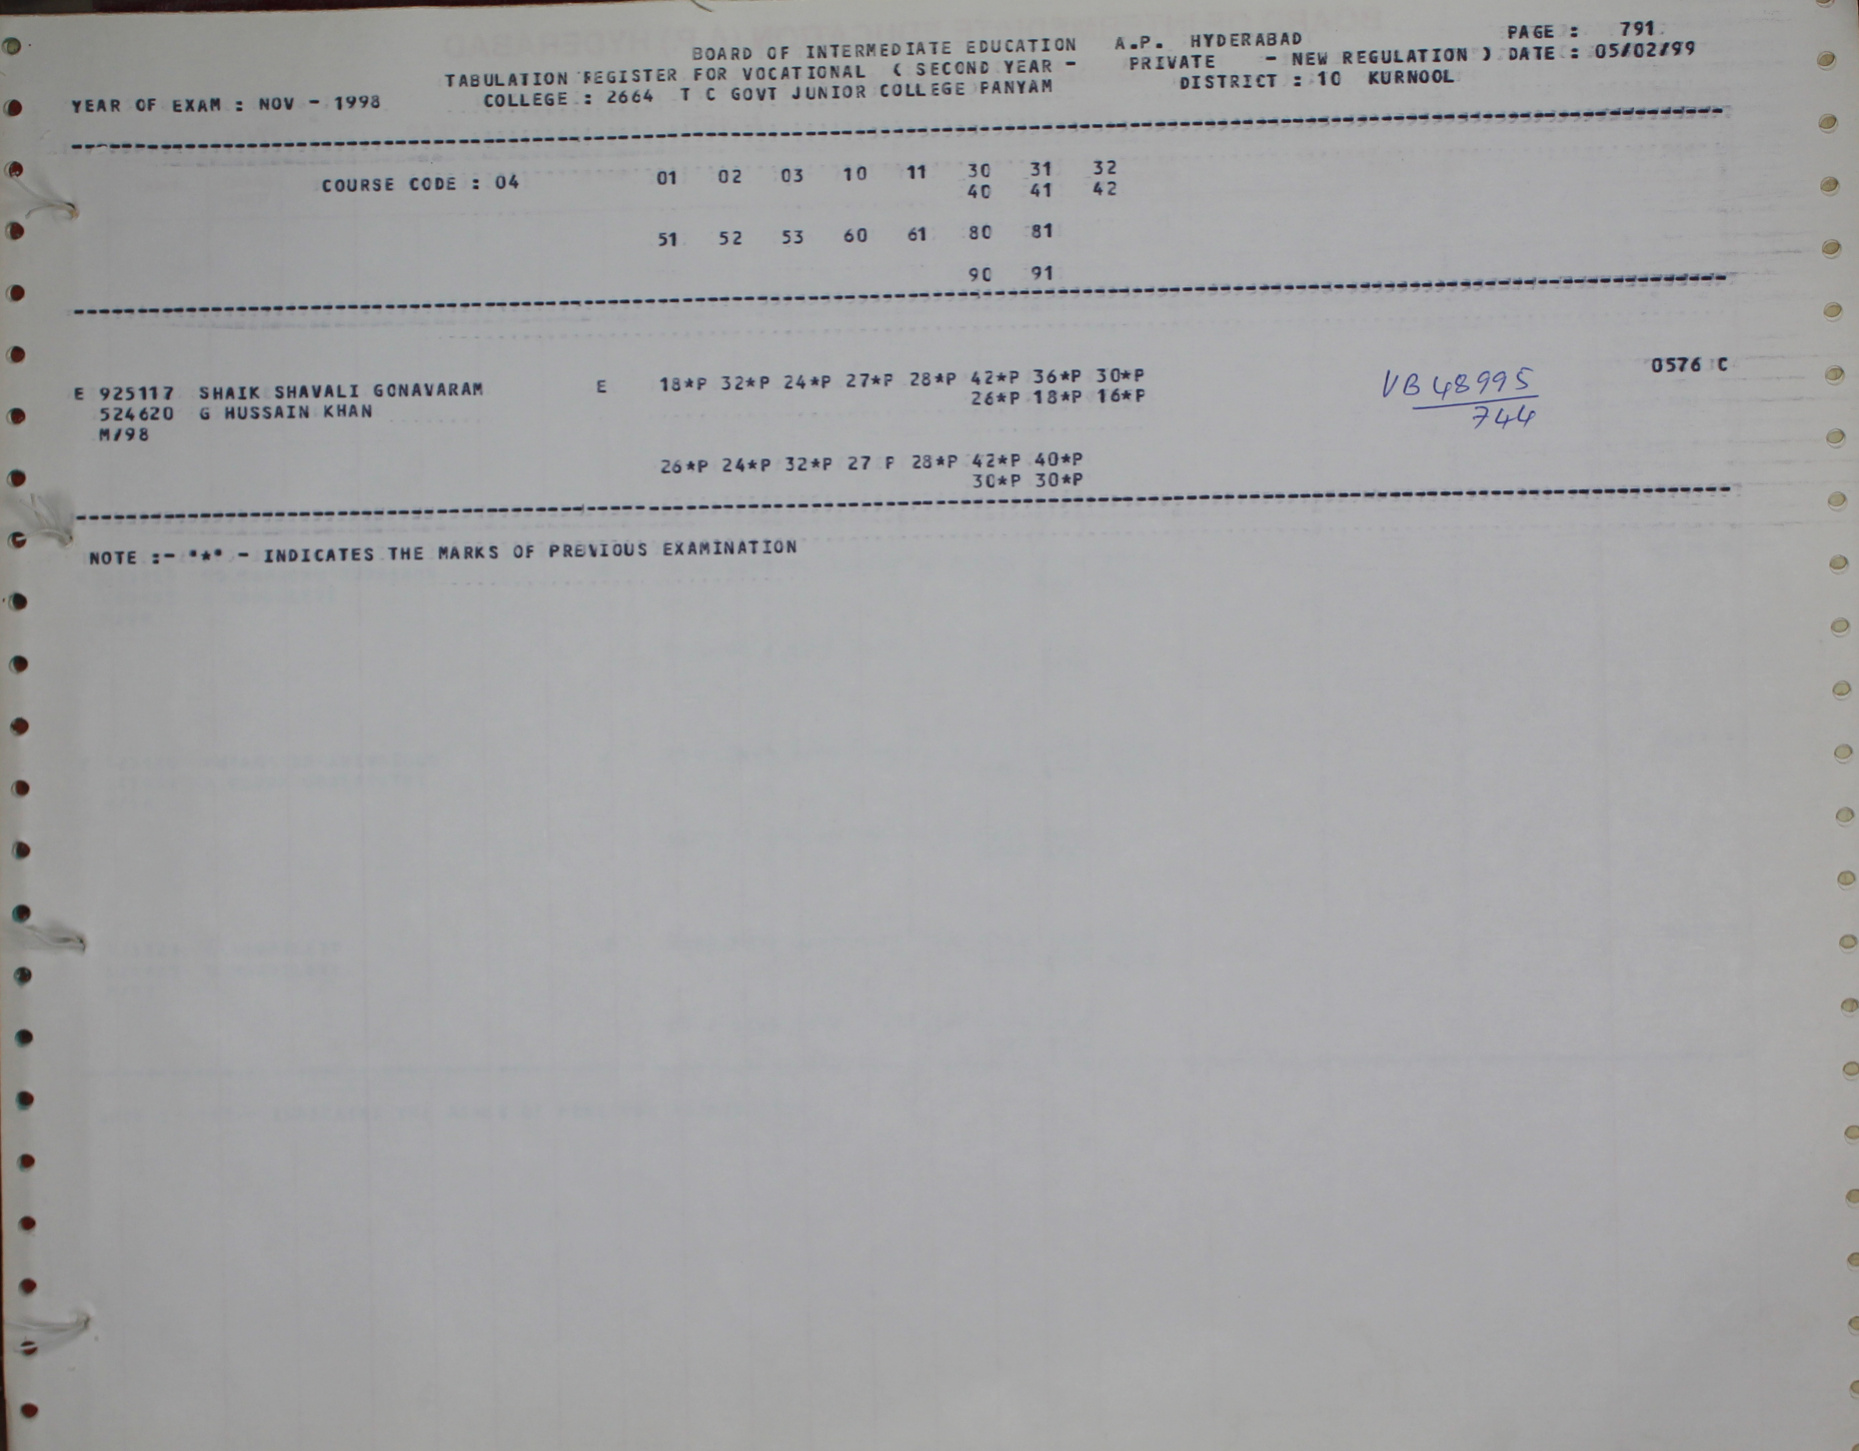 BOARD OF INTERMEDIATE EDUCATION A.P. HYDERABAD PAGE : 791
TABULATION REGISTER FOR VOCATIONAL ( SECOND YEAR - PRIVATE - NEW REGULATION ) DATE : 05/02/99
YEAR OF EXAM : NOV - 1998 COLLEGE : 2664 T C GOVT JUNIOR COLLEGE PANYAM DISTRICT : 10 KURNOOL
COURSE CODE : 04 01 02 03 10 11 30 31 32
40 41 42
51 52 53 60 61 80 81
90 91
E 925117 SHAIK SHAVALI GONAVARAM E 18*P 32*P 24*P 27*P 28*P 42*P 36*P 30*P 0576 C
524620 G HUSSAIN KHAN 26*P 18*P 16*P
M/98
VB 48995
744
26*P 24*P 32*P 27 P 28*P 42*P 40*P
30*P 30*P
NOTE :- "*" - INDICATES THE MARKS OF PREVIOUS EXAMINATION